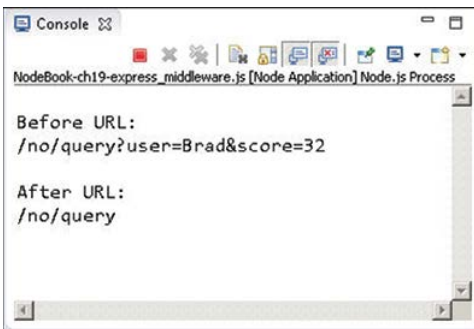 Console
NodeBook-ch19-express_middleware.js [Node Application] Node.js Process
Before URL:
/no/query?user=Brad&score=32
After URL:
/no/query